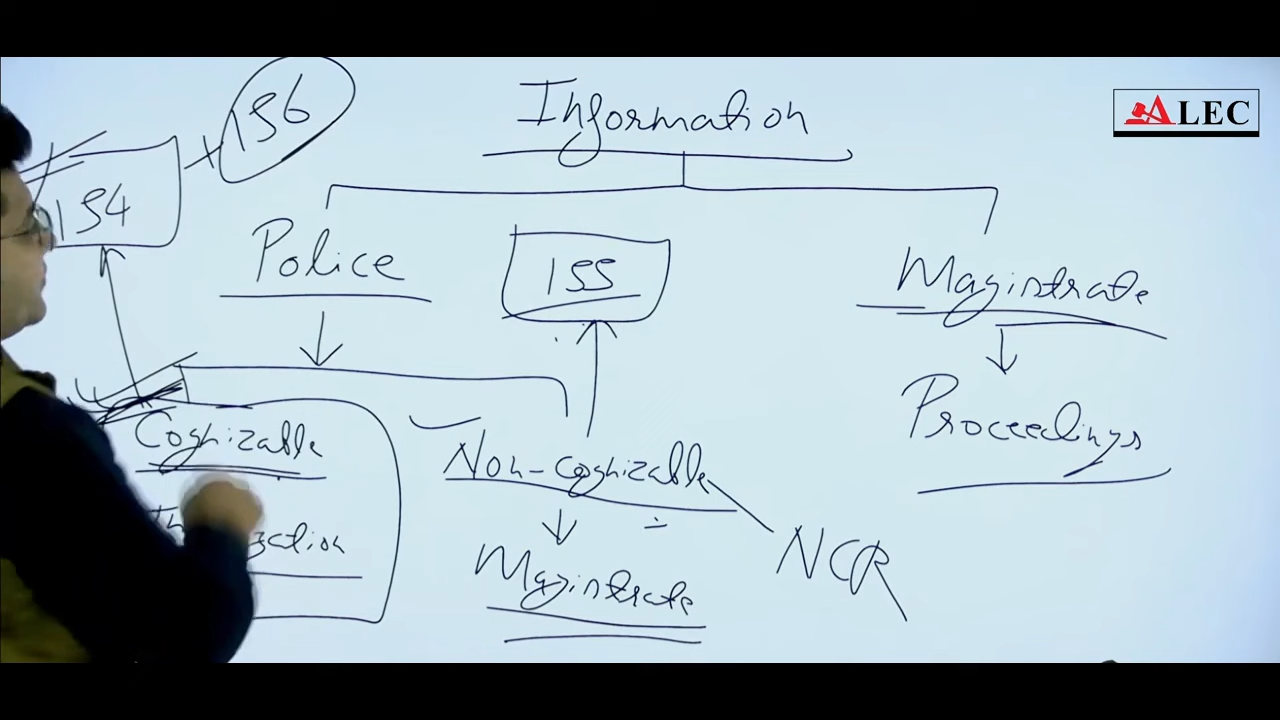 156
Information
ALEC
154
Police
155
Magistrate
Cognizable
Non-cognizable
Proceedings
NCR
Magistrate